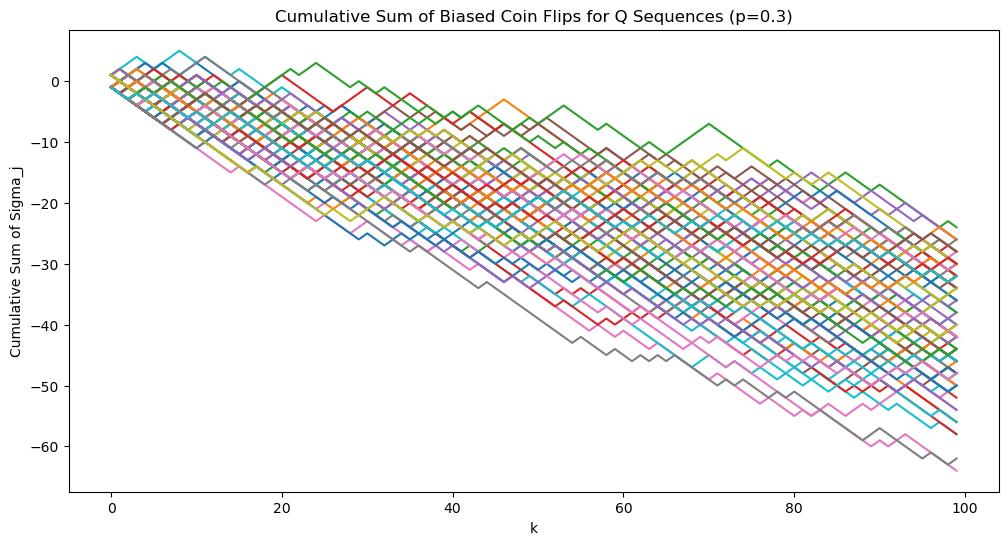 Cumulative Sum of Biased Coin Flips for Q Sequences (p=0.3)
Cumulative Sum of Sigma_j
0
−10
−20
−30
−40
−50
−60
0 20 40 60 80 100
k